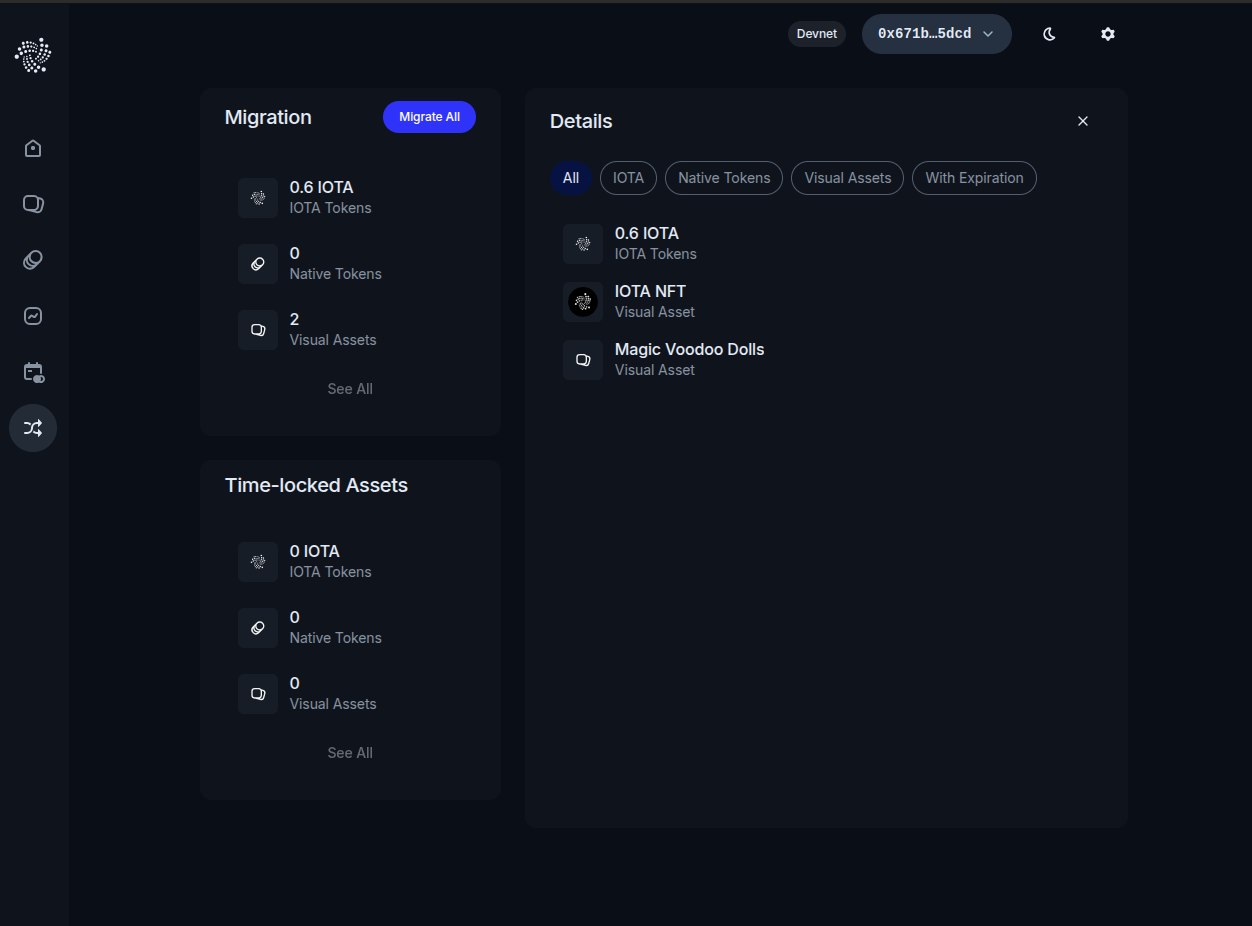 Devnet
0x671b…5dcd
Migration
Migrate All
0.6 IOTA
IOTA Tokens
0
Native Tokens
2
Visual Assets
See All
Time-locked Assets
0 IOTA
IOTA Tokens
0
Native Tokens
0
Visual Assets
See All
Details
All
IOTA
Native Tokens
Visual Assets
With Expiration
0.6 IOTA
IOTA Tokens
IOTA NFT
Visual Asset
Magic Voodoo Dolls
Visual Asset